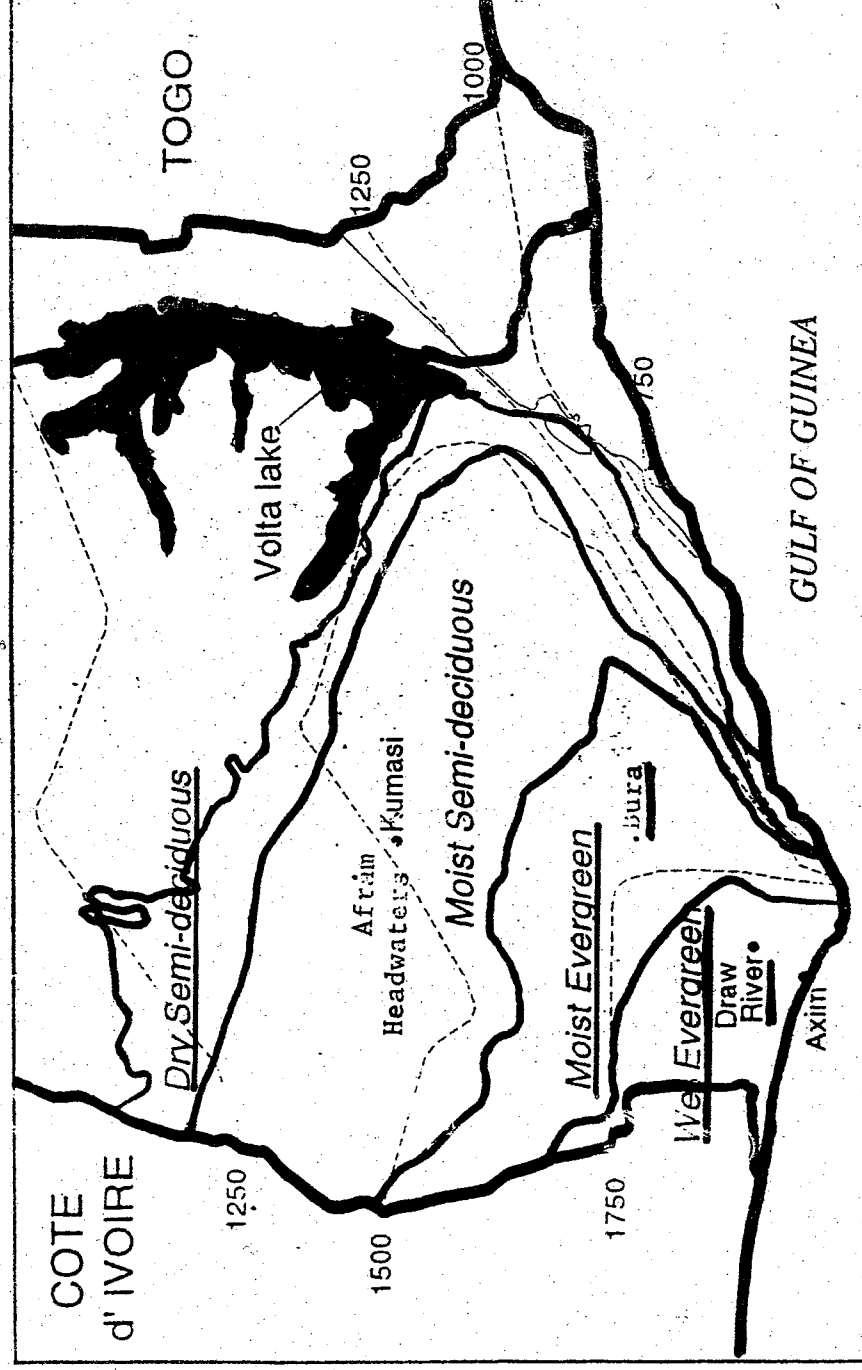 COTE
d' IVOIRE
TOGO
1250
1000
Volta lake
Dry Semi-deciduous
1250
Afram
Headwaters
Kumasi
Moist Semi-deciduous
1500
750
Bura
Moist Evergreen
1750
Wet Evergreen
Draw
River
Axim
GULF OF GUINEA